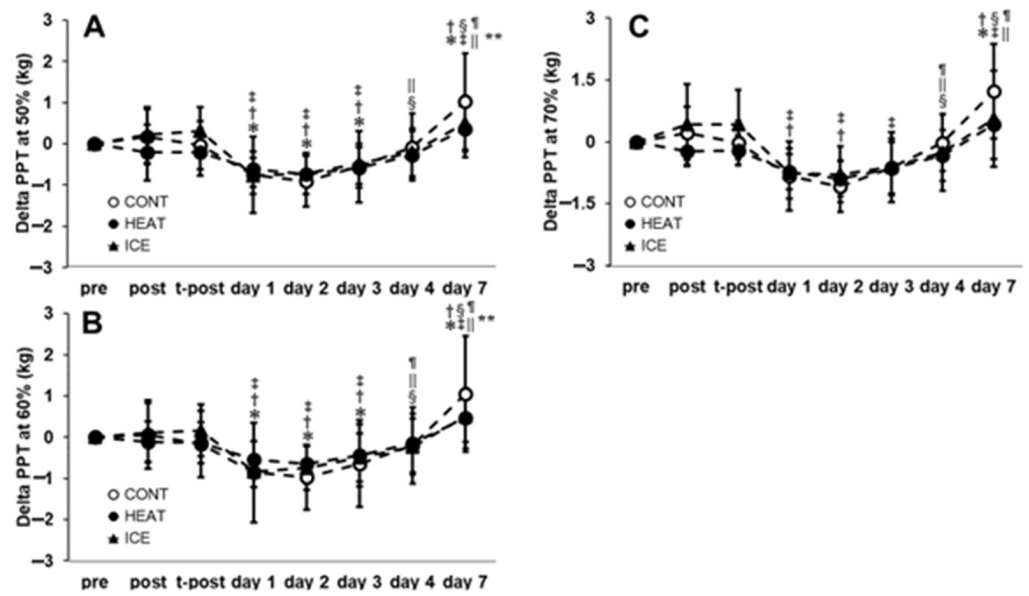 A
Delta PPT at 50% (kg)
3
2
1
0
−1
−2
−3
CONT
HEAT
ICE
‡
†
*
‡
†
*
‡
†
*
||
§
† § ¶
* ‡ || **
pre post t-post day 1 day 2 day 3 day 4 day 7
C
Delta PPT at 70% (kg)
3
1.5
0
−1.5
−3
CONT
HEAT
ICE
‡
†
‡
†
‡
¶
||
§
† § ¶
* ‡ ||
pre post t-post day 1 day 2 day 3 day 4 day 7
B
Delta PPT at 60% (kg)
3
2
1
0
−1
−2
−3
CONT
HEAT
ICE
‡
†
*
‡
†
*
‡
†
*
¶
||
§
† § ¶
* ‡ || **
pre post t-post day 1 day 2 day 3 day 4 day 7